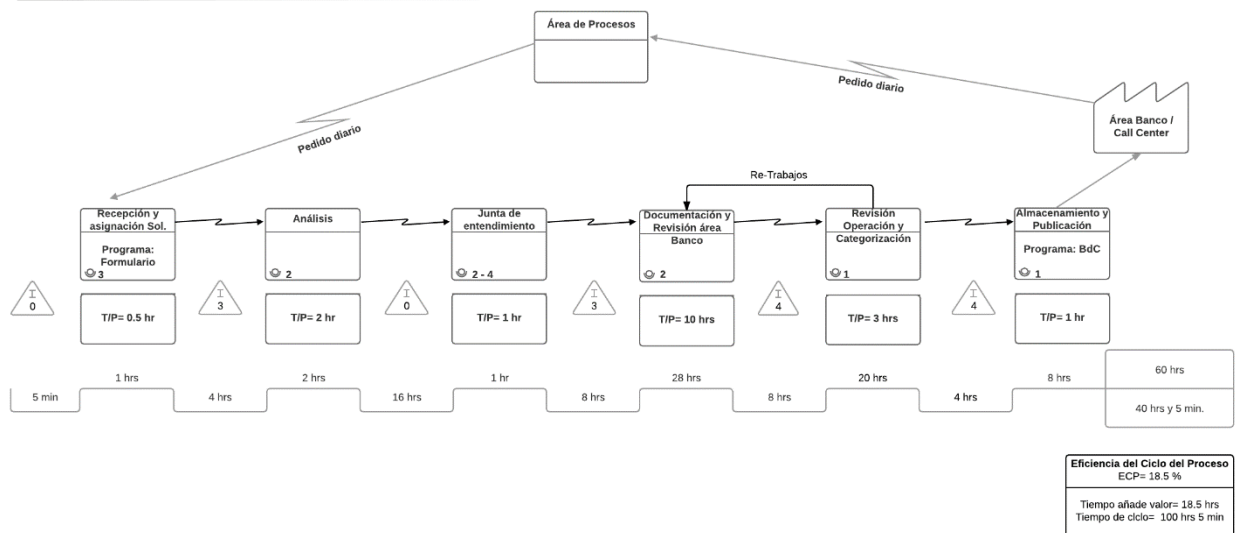 Área de Procesos
Pedido diario
Pedido diario
Área Banco /
Call Center
Re-Trabajos
Recepción y
asignación Sol.
Programa:
Formulario
3
Análisis
2
Junta de
entendimiento
2 - 4
Documentación y
Revisión área
Banco
2
Revisión
Operación y
Categorización
1
Almacenamiento y
Publicación
Programa: BdC
1
I
0
I
3
I
0
I
3
I
4
I
4
T/P= 0.5 hr
T/P= 2 hr
T/P= 1 hr
T/P= 10 hrs
T/P= 3 hrs
T/P= 1 hr
5 min
1 hrs
4 hrs
2 hrs
16 hrs
1 hr
8 hrs
28 hrs
8 hrs
20 hrs
4 hrs
8 hrs
60 hrs
40 hrs y 5 min.
Eficiencia del Ciclo del Proceso
ECP= 18.5 %
Tiempo añade valor= 18.5 hrs
Tiempo de ciclo= 100 hrs 5 min